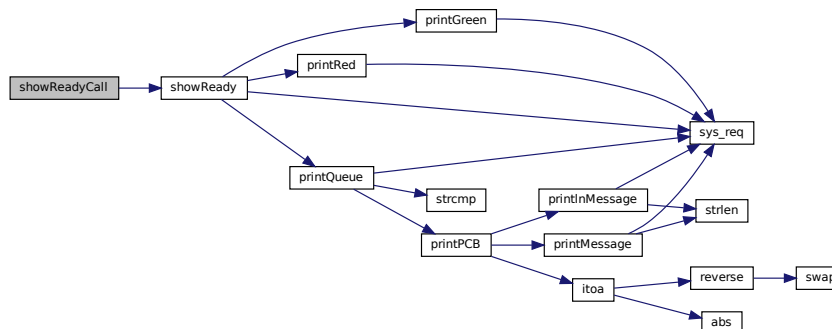 showReadyCall
showReady
printGreen
printRed
printQueue
sys_req
strcmp
printPCB
printlnMessage
printMessage
itoa
strlen
reverse
abs
swap